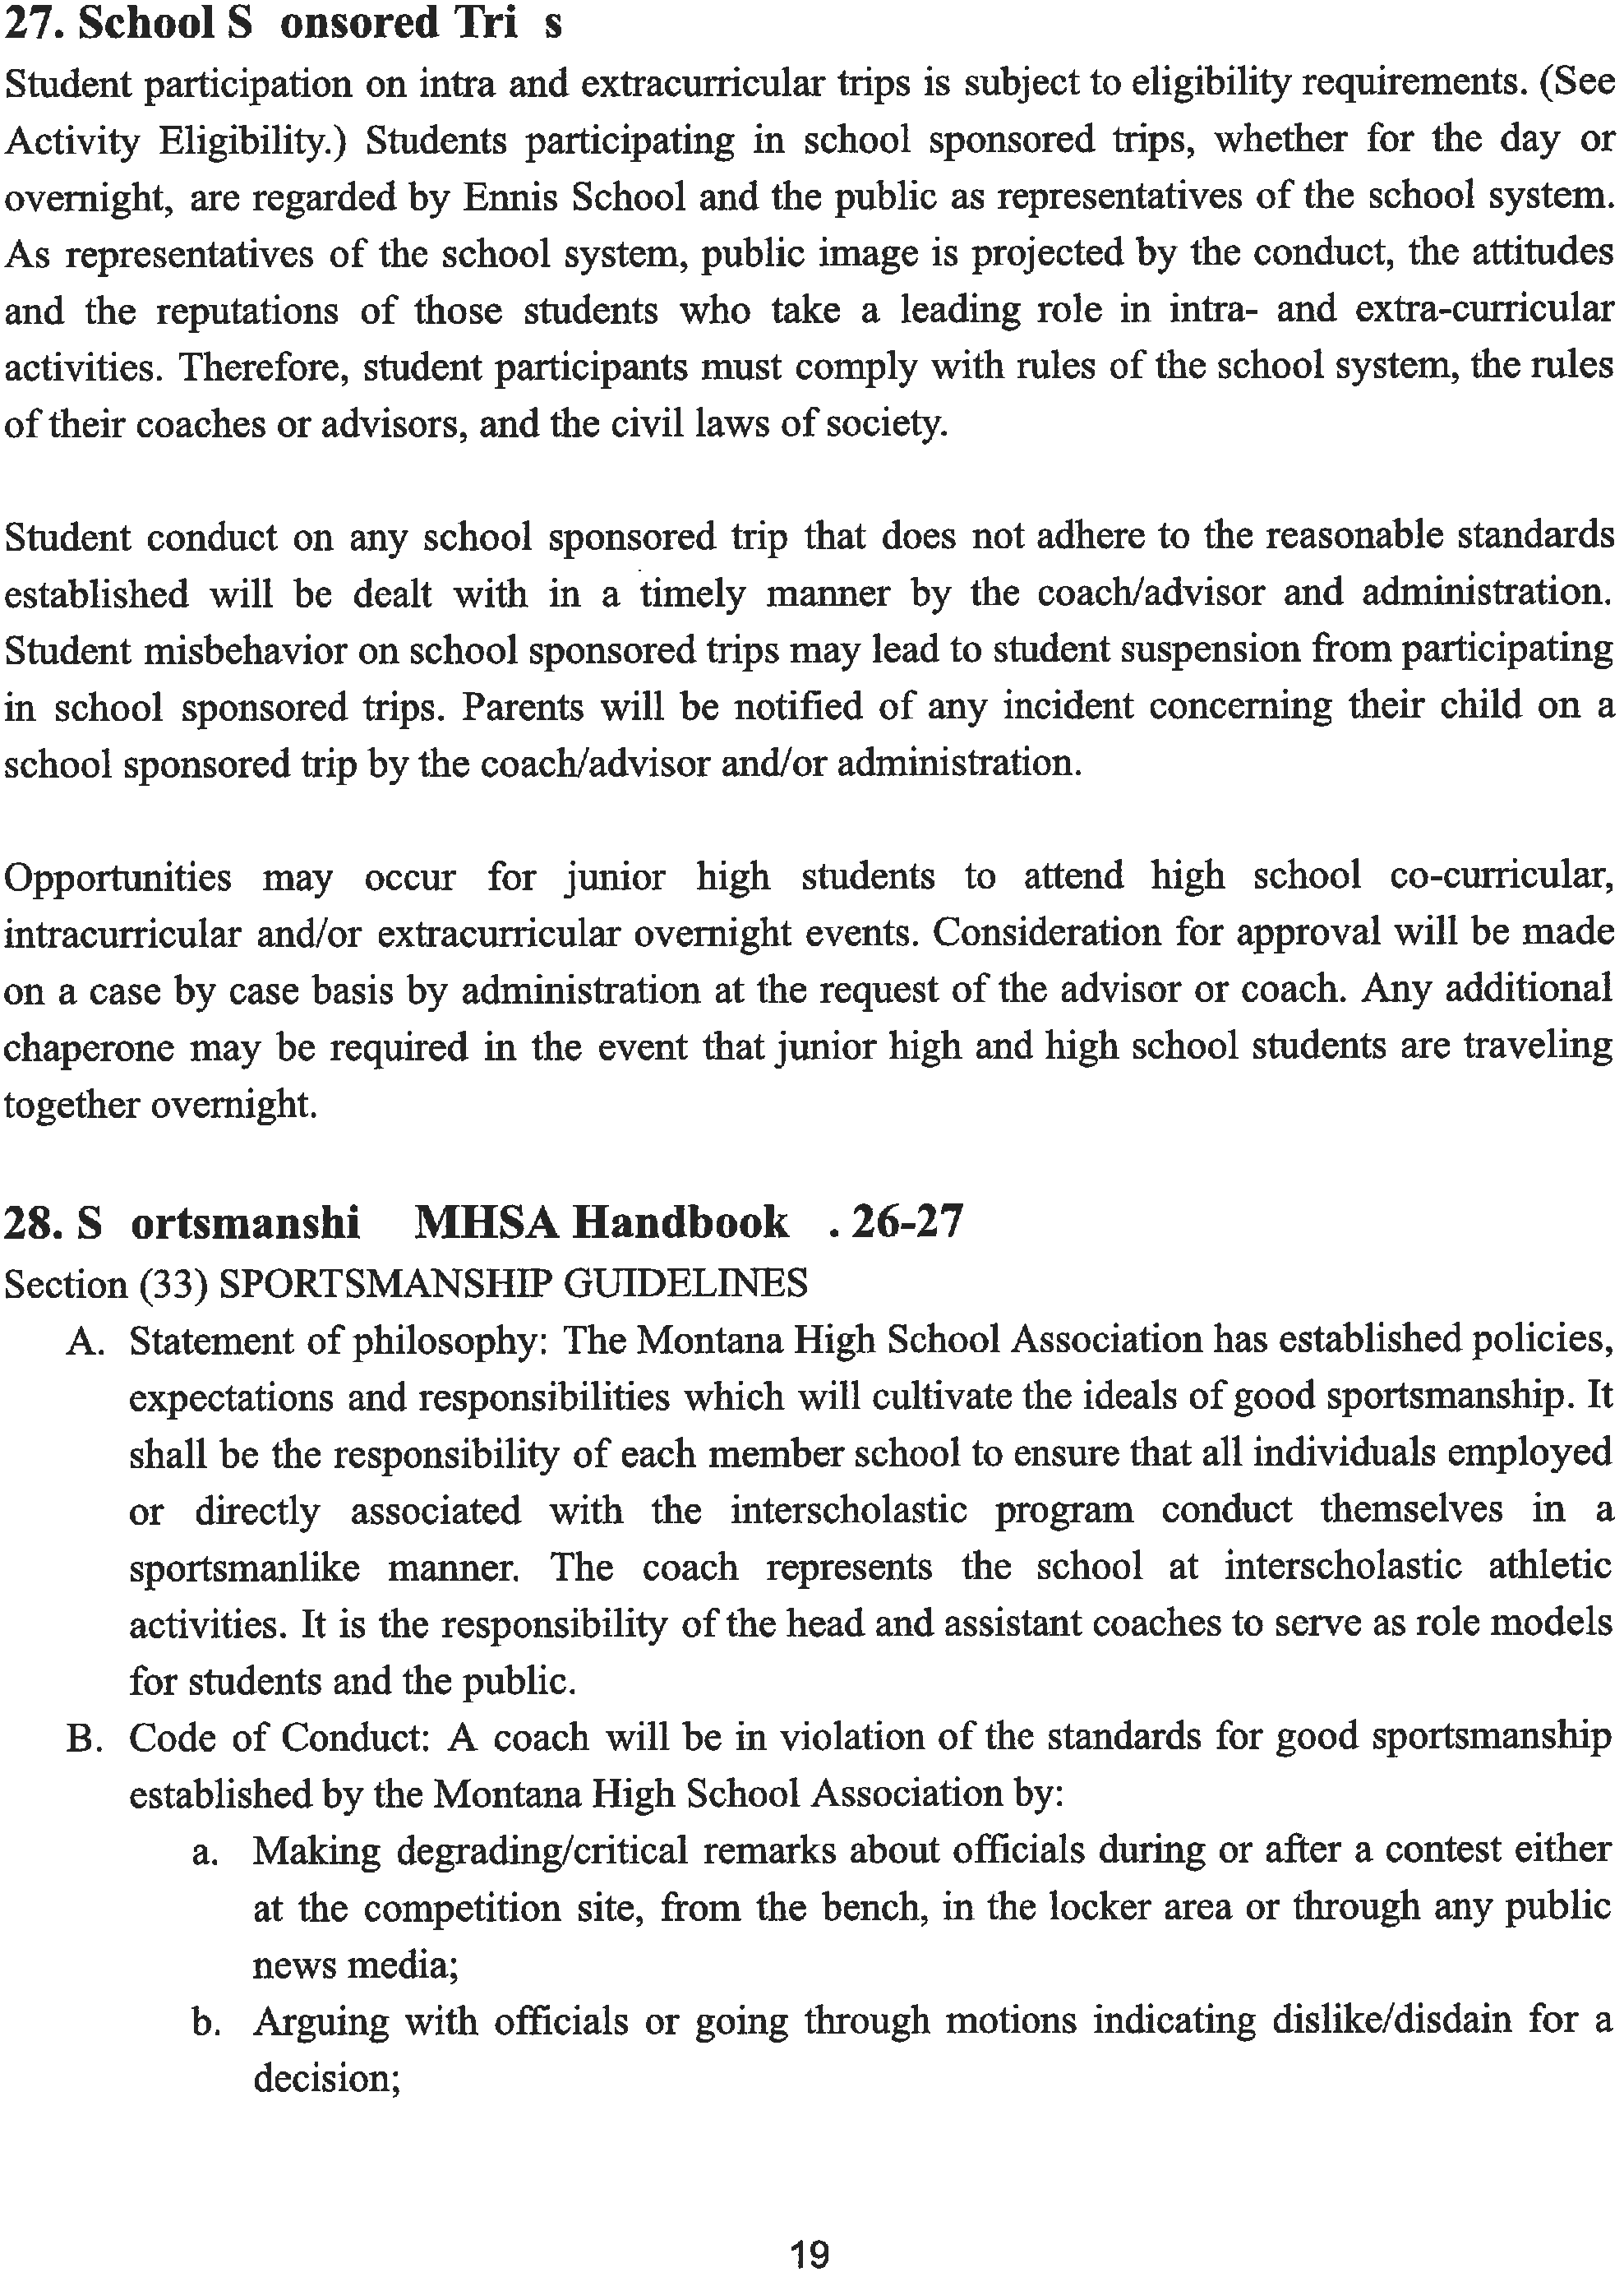 27. School S onsored Tri s
Student participation on intra and extracurricular trips is subject to eligibility requirements. (See
Activity Eligibility.) Students participating in school sponsored trips, whether for the day or
overnight, are regarded by Ennis School and the public as representatives of the school system.
As representatives of the school system, public image is projected by the conduct, the attitudes
and the reputations of those students who take a leading role in intra- and extra-curricular
activities. Therefore, student participants must comply with rules of the school system, the rules
of their coaches or advisors, and the civil laws of society.
Student conduct on any school sponsored trip that does not adhere to the reasonable standards
established will be dealt with in a timely manner by the coach/advisor and administration.
Student misbehavior on school sponsored trips may lead to student suspension from participating
in school sponsored trips. Parents will be notified of any incident concerning their child on a
school sponsored trip by the coach/advisor and/or administration.
Opportunities may occur for junior high students to attend high school co-curricular,
intracurricular and/or extracurricular overnight events. Consideration for approval will be made
on a case by case basis by administration at the request of the advisor or coach. Any additional
chaperone may be required in the event that junior high and high school students are traveling
together overnight.
28. S ortsmanshi MHSA Handbook . 26-27
Section (33) SPORTSMANSHIP GUIDELINES
A. Statement of philosophy: The Montana High School Association has established policies,
expectations and responsibilities which will cultivate the ideals of good sportsmanship. It
shall be the responsibility of each member school to ensure that all individuals employed
or directly associated with the interscholastic program conduct themselves in a
sportsmanlike manner. The coach represents the school at interscholastic athletic
activities. It is the responsibility of the head and assistant coaches to serve as role models
for students and the public.
B. Code of Conduct: A coach will be in violation of the standards for good sportsmanship
established by the Montana High School Association by:
a. Making degrading/critical remarks about officials during or after a contest either
at the competition site, from the bench, in the locker area or through any public
news media;
b. Arguing with officials or going through motions indicating dislike/disdain for a
decision;
19